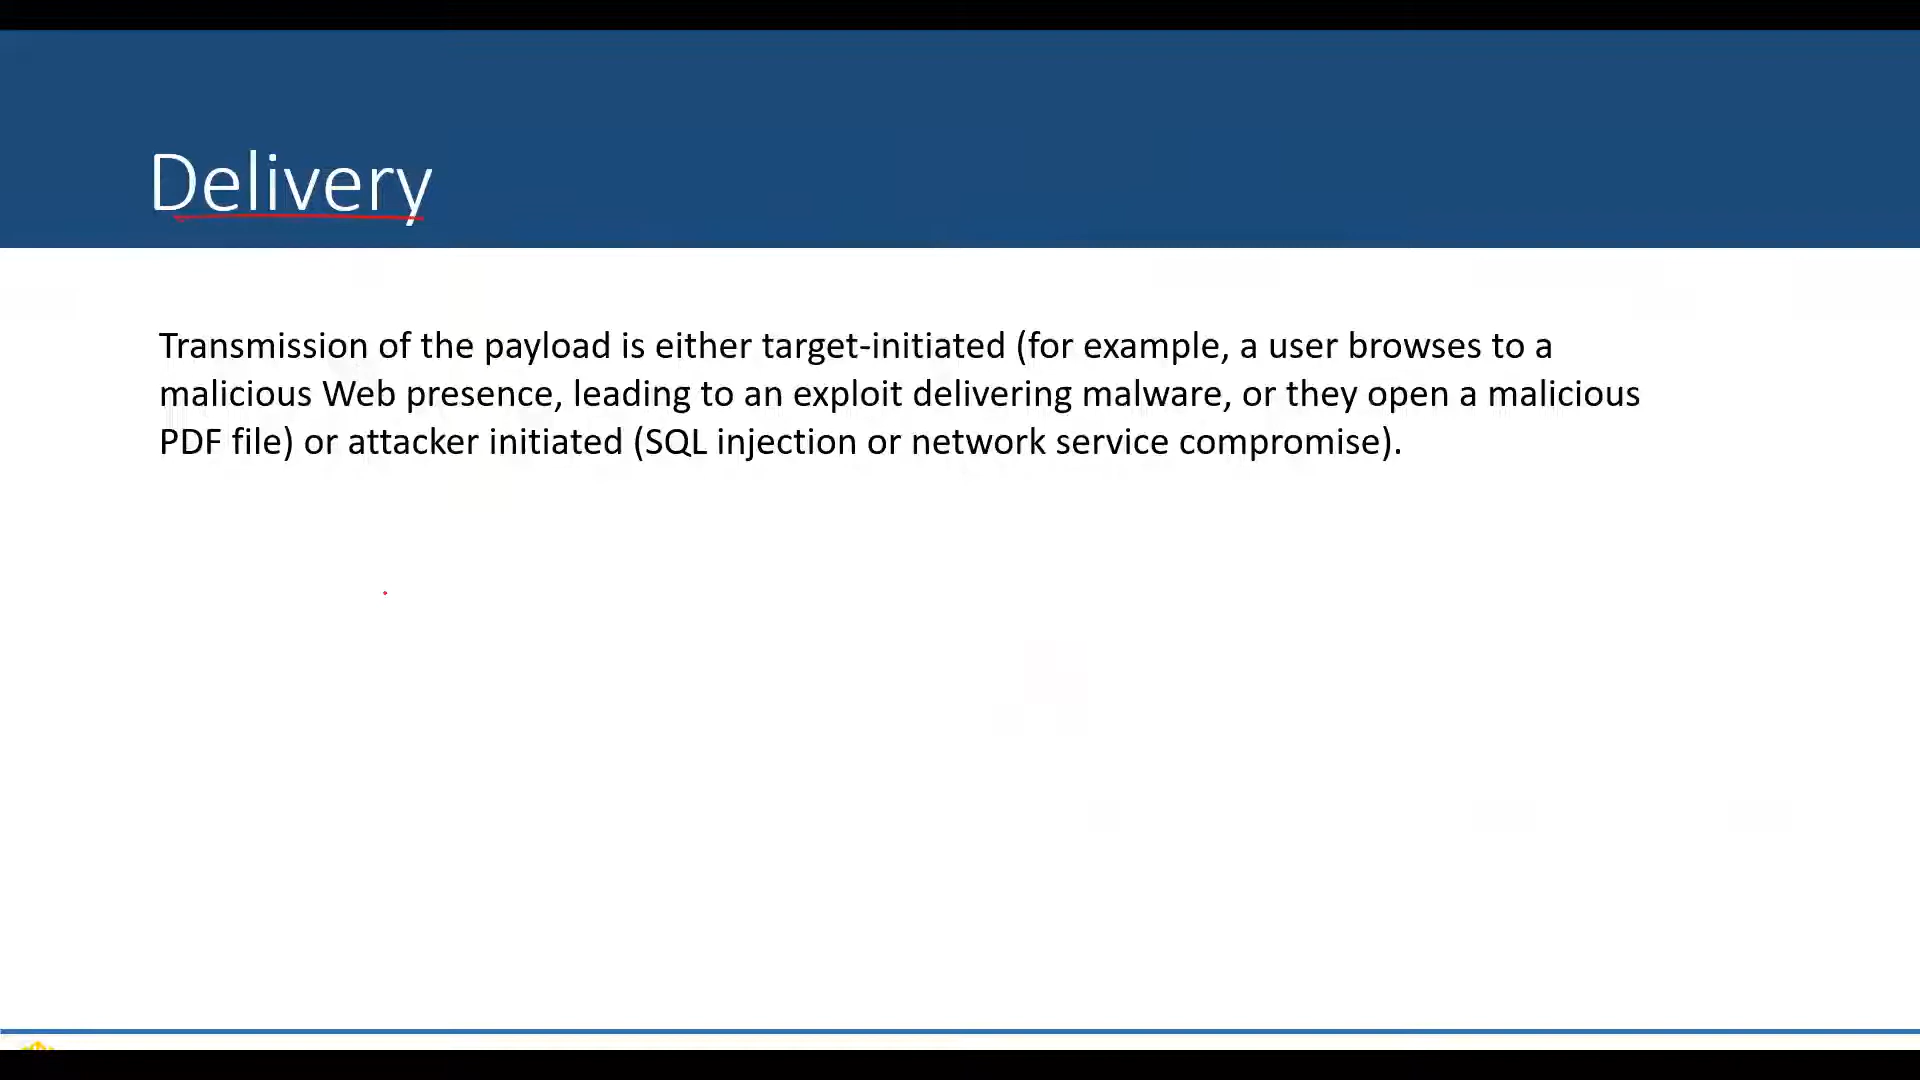 Delivery
Transmission of the payload is either target-initiated (for example, a user browses to a
malicious Web presence, leading to an exploit delivering malware, or they open a malicious
PDF file) or attacker initiated (SQL injection or network service compromise).